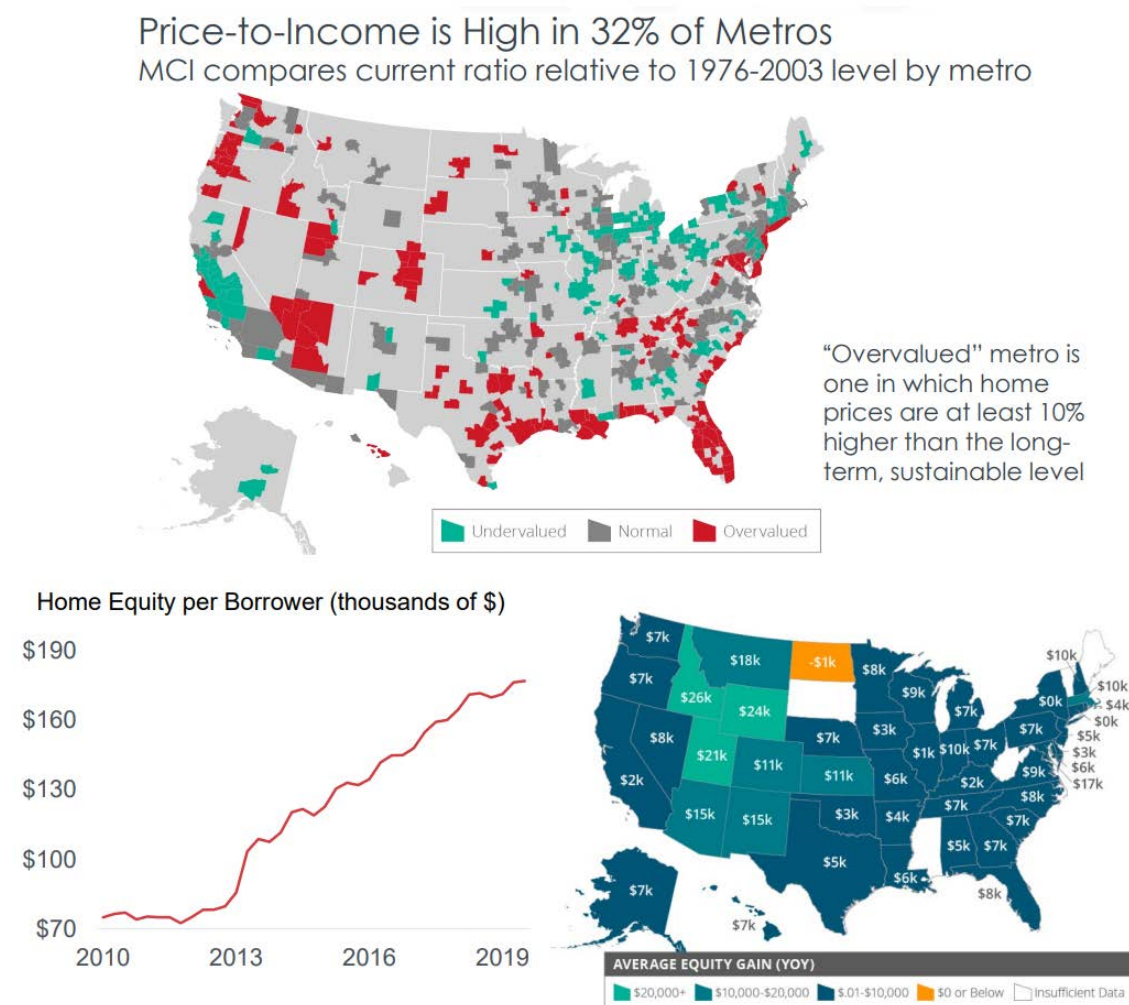 Price-to-Income is High in 32% of Metros
MCI compares current ratio relative to 1976-2003 level by metro
“Overvalued” metro is
one in which home
prices are at least 10%
higher than the long-
term, sustainable level
Undervalued
Normal
Overvalued
Home Equity per Borrower (thousands of $)
$190
$160
$130
$100
$70
2010
2013
2016
2019
$7k
$7k
$26k
$18k
-$1k
$8k
$9k
$7k
$10k
$10k
$4k
$0k
$0k
$24k
$8k
$2k
$21k
$11k
$7k
$3k
$1k
$10k
$7k
$7k
$5k
$3k
$6k
$17k
$11k
$6k
$2k
$9k
$8k
$15k
$15k
$3k
$4k
$7k
$7k
$5k
$5k
$7k
$6k
$8k
$7k
$7k
AVERAGE EQUITY GAIN (YOY)
$20,000+
$10,000-$20,000
$.01-$10,000
$0 or Below
Insufficient Data